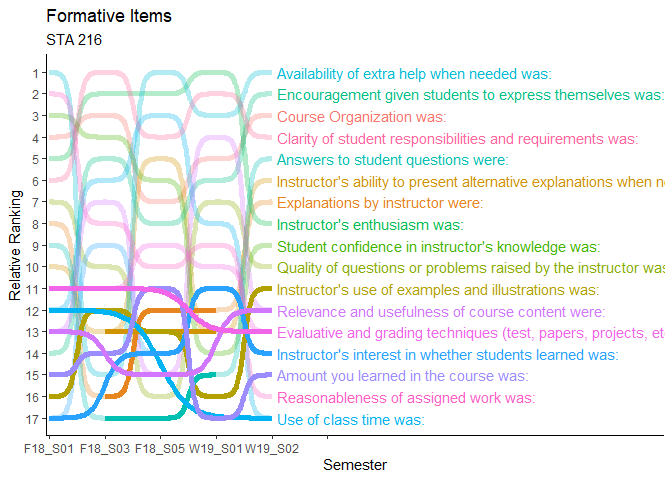 Formative Items
STA 216
Relative Ranking
1 Availability of extra help when needed was:
2 Encouragement given students to express themselves was:
3 Course Organization was:
4 Clarity of student responsibilities and requirements was:
5 Answers to student questions were:
6 Instructor's ability to present alternative explanations when n
7 Explanations by instructor were:
8 Instructor's enthusiasm was:
9 Student confidence in instructor's knowledge was:
10 Quality of questions or problems raised by the instructor was
11 Instructor's use of examples and illustrations was:
12 Relevance and usefulness of course content were:
13 Evaluative and grading techniques (test, papers, projects, et
14 Instructor's interest in whether students learned was:
15 Amount you learned in the course was:
16 Reasonableness of assigned work was:
17 Use of class time was:
F18_S01 F18_S03 F18_S05 W19_S01 W19_S02
Semester